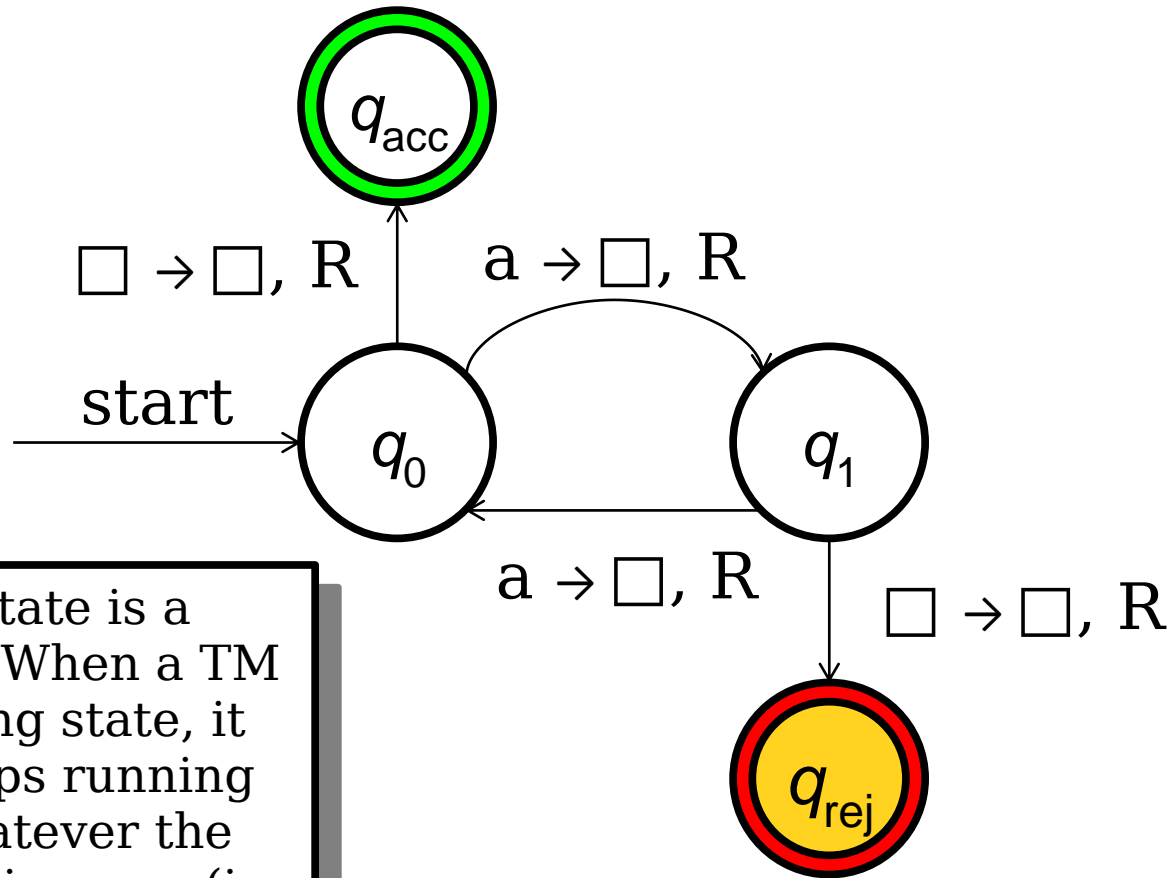 q_acc
□ → □, R
a → □, R
start
q_0
q_1
a → □, R
□ → □, R
tate is a
When a TM
ng state, it
ps running
atever the
q_rej